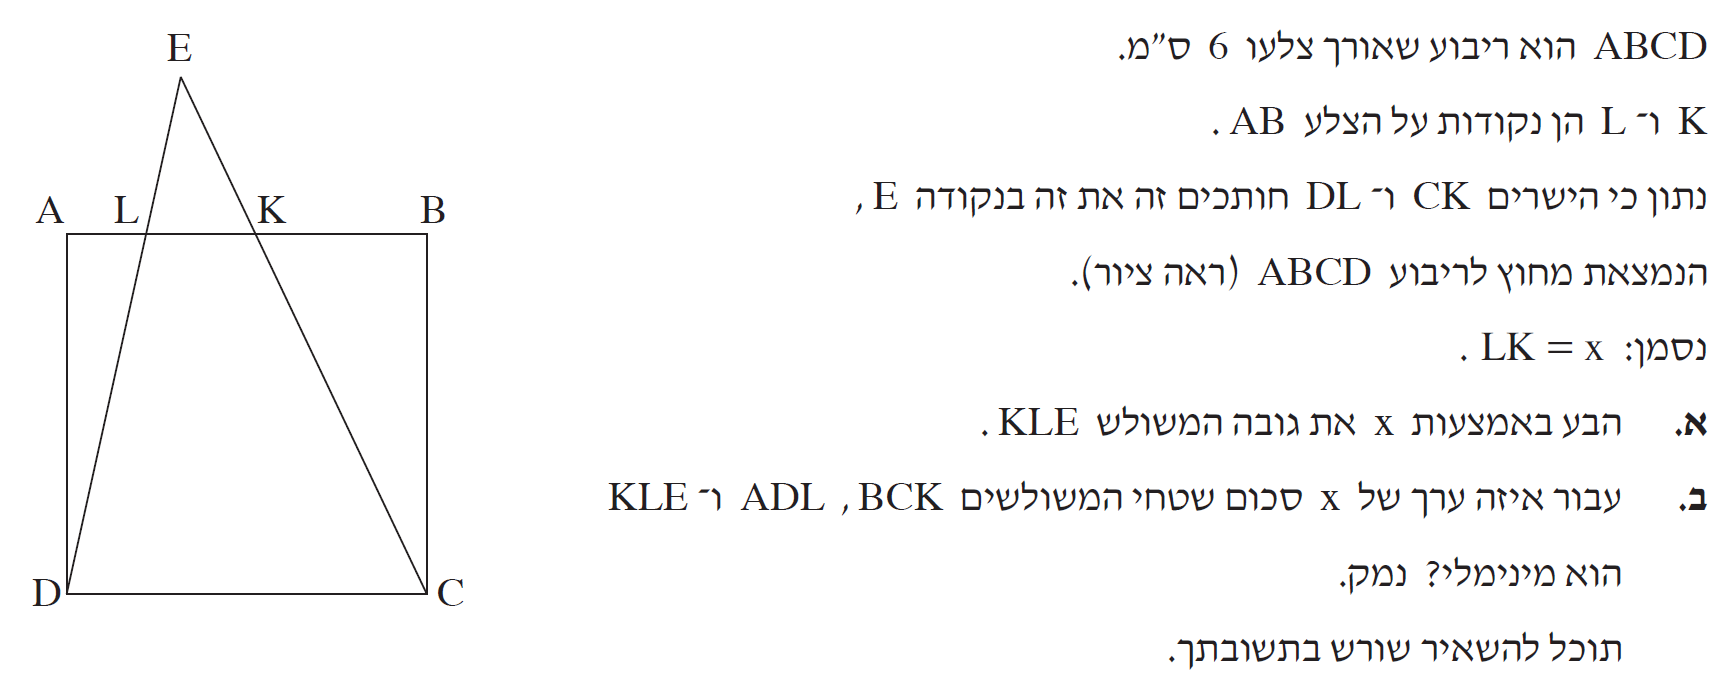 ABCD הוא ריבוע שאורך צלעו 6 ס"מ.
K ו־ L הן נקודות על הצלע AB .
נתון כי הישרים CK ו־ DL חותכים זה את זה בנקודה E ,
הנמצאת מחוץ לריבוע ABCD (ראה ציור).
נסמן: LK = x .
א. הבע באמצעות x את גובה המשולש KLE .
ב. עבור איזה ערך של x סכום שטחי המשולשים BCK , ADL ו־ KLE
הוא מינימלי? נמק.
תוכל להשאיר שורש בתשובתך.
E
A L K B
D C